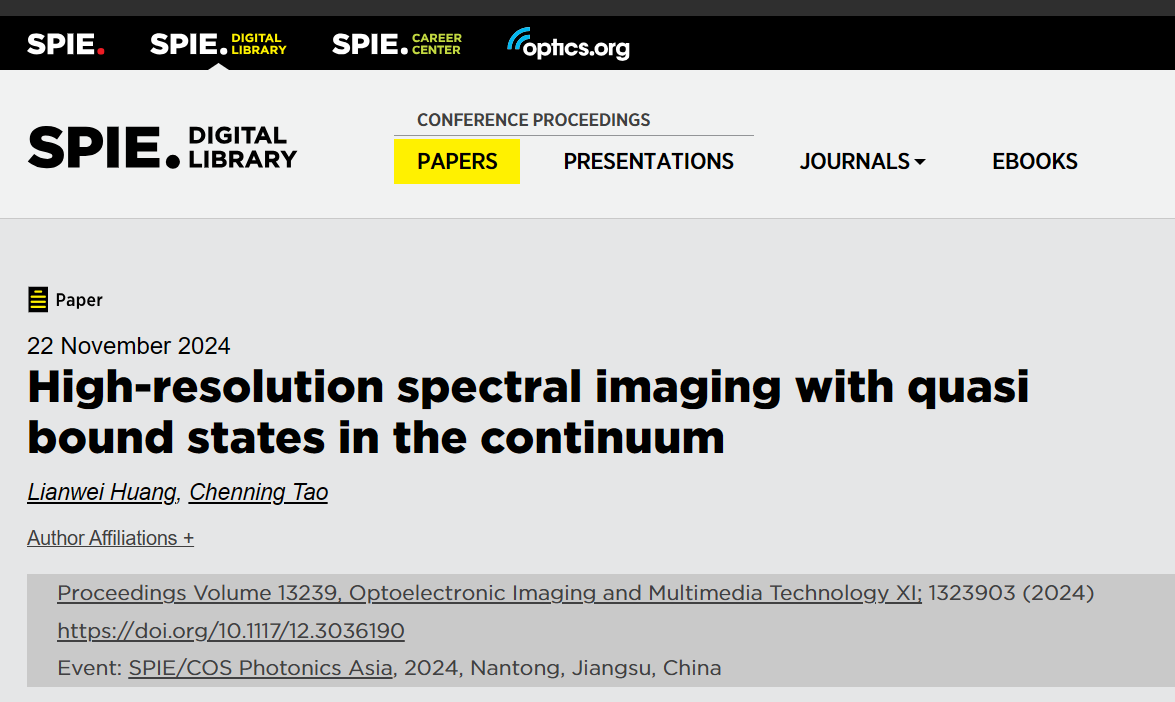 SPIE. SPIE. DIGITAL LIBRARY SPIE. CAREER CENTER optics.org
SPIE. DIGITAL LIBRARY
CONFERENCE PROCEEDINGS
PAPERS PRESENTATIONS JOURNALS EBOOKS
Paper
22 November 2024
High-resolution spectral imaging with quasi
bound states in the continuum
Lianwei Huang, Chenning Tao
Author Affiliations +
Proceedings Volume 13239, Optoelectronic Imaging and Multimedia Technology XI; 1323903 (2024)
https://doi.org/10.1117/12.3036190
Event: SPIE/COS Photonics Asia, 2024, Nantong, Jiangsu, China